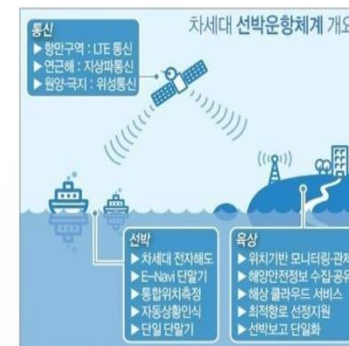 차세대 선박운항체계 개요
통신
▶항만구역 : LTE 통신
▶연근해 : 지상파통신
▶원양·극지 : 위성통신
선박
▶차세대 전자해도
▶E-Navi 단말기
▶통합위치측정
▶자동상황인식
▶단일 단말기
육상
▶위치기반 모니터링·관제
▶해양안전정보 수집·공유
▶해상 클라우드 서비스
▶최적항로 선정지원
▶선박보고 단일화